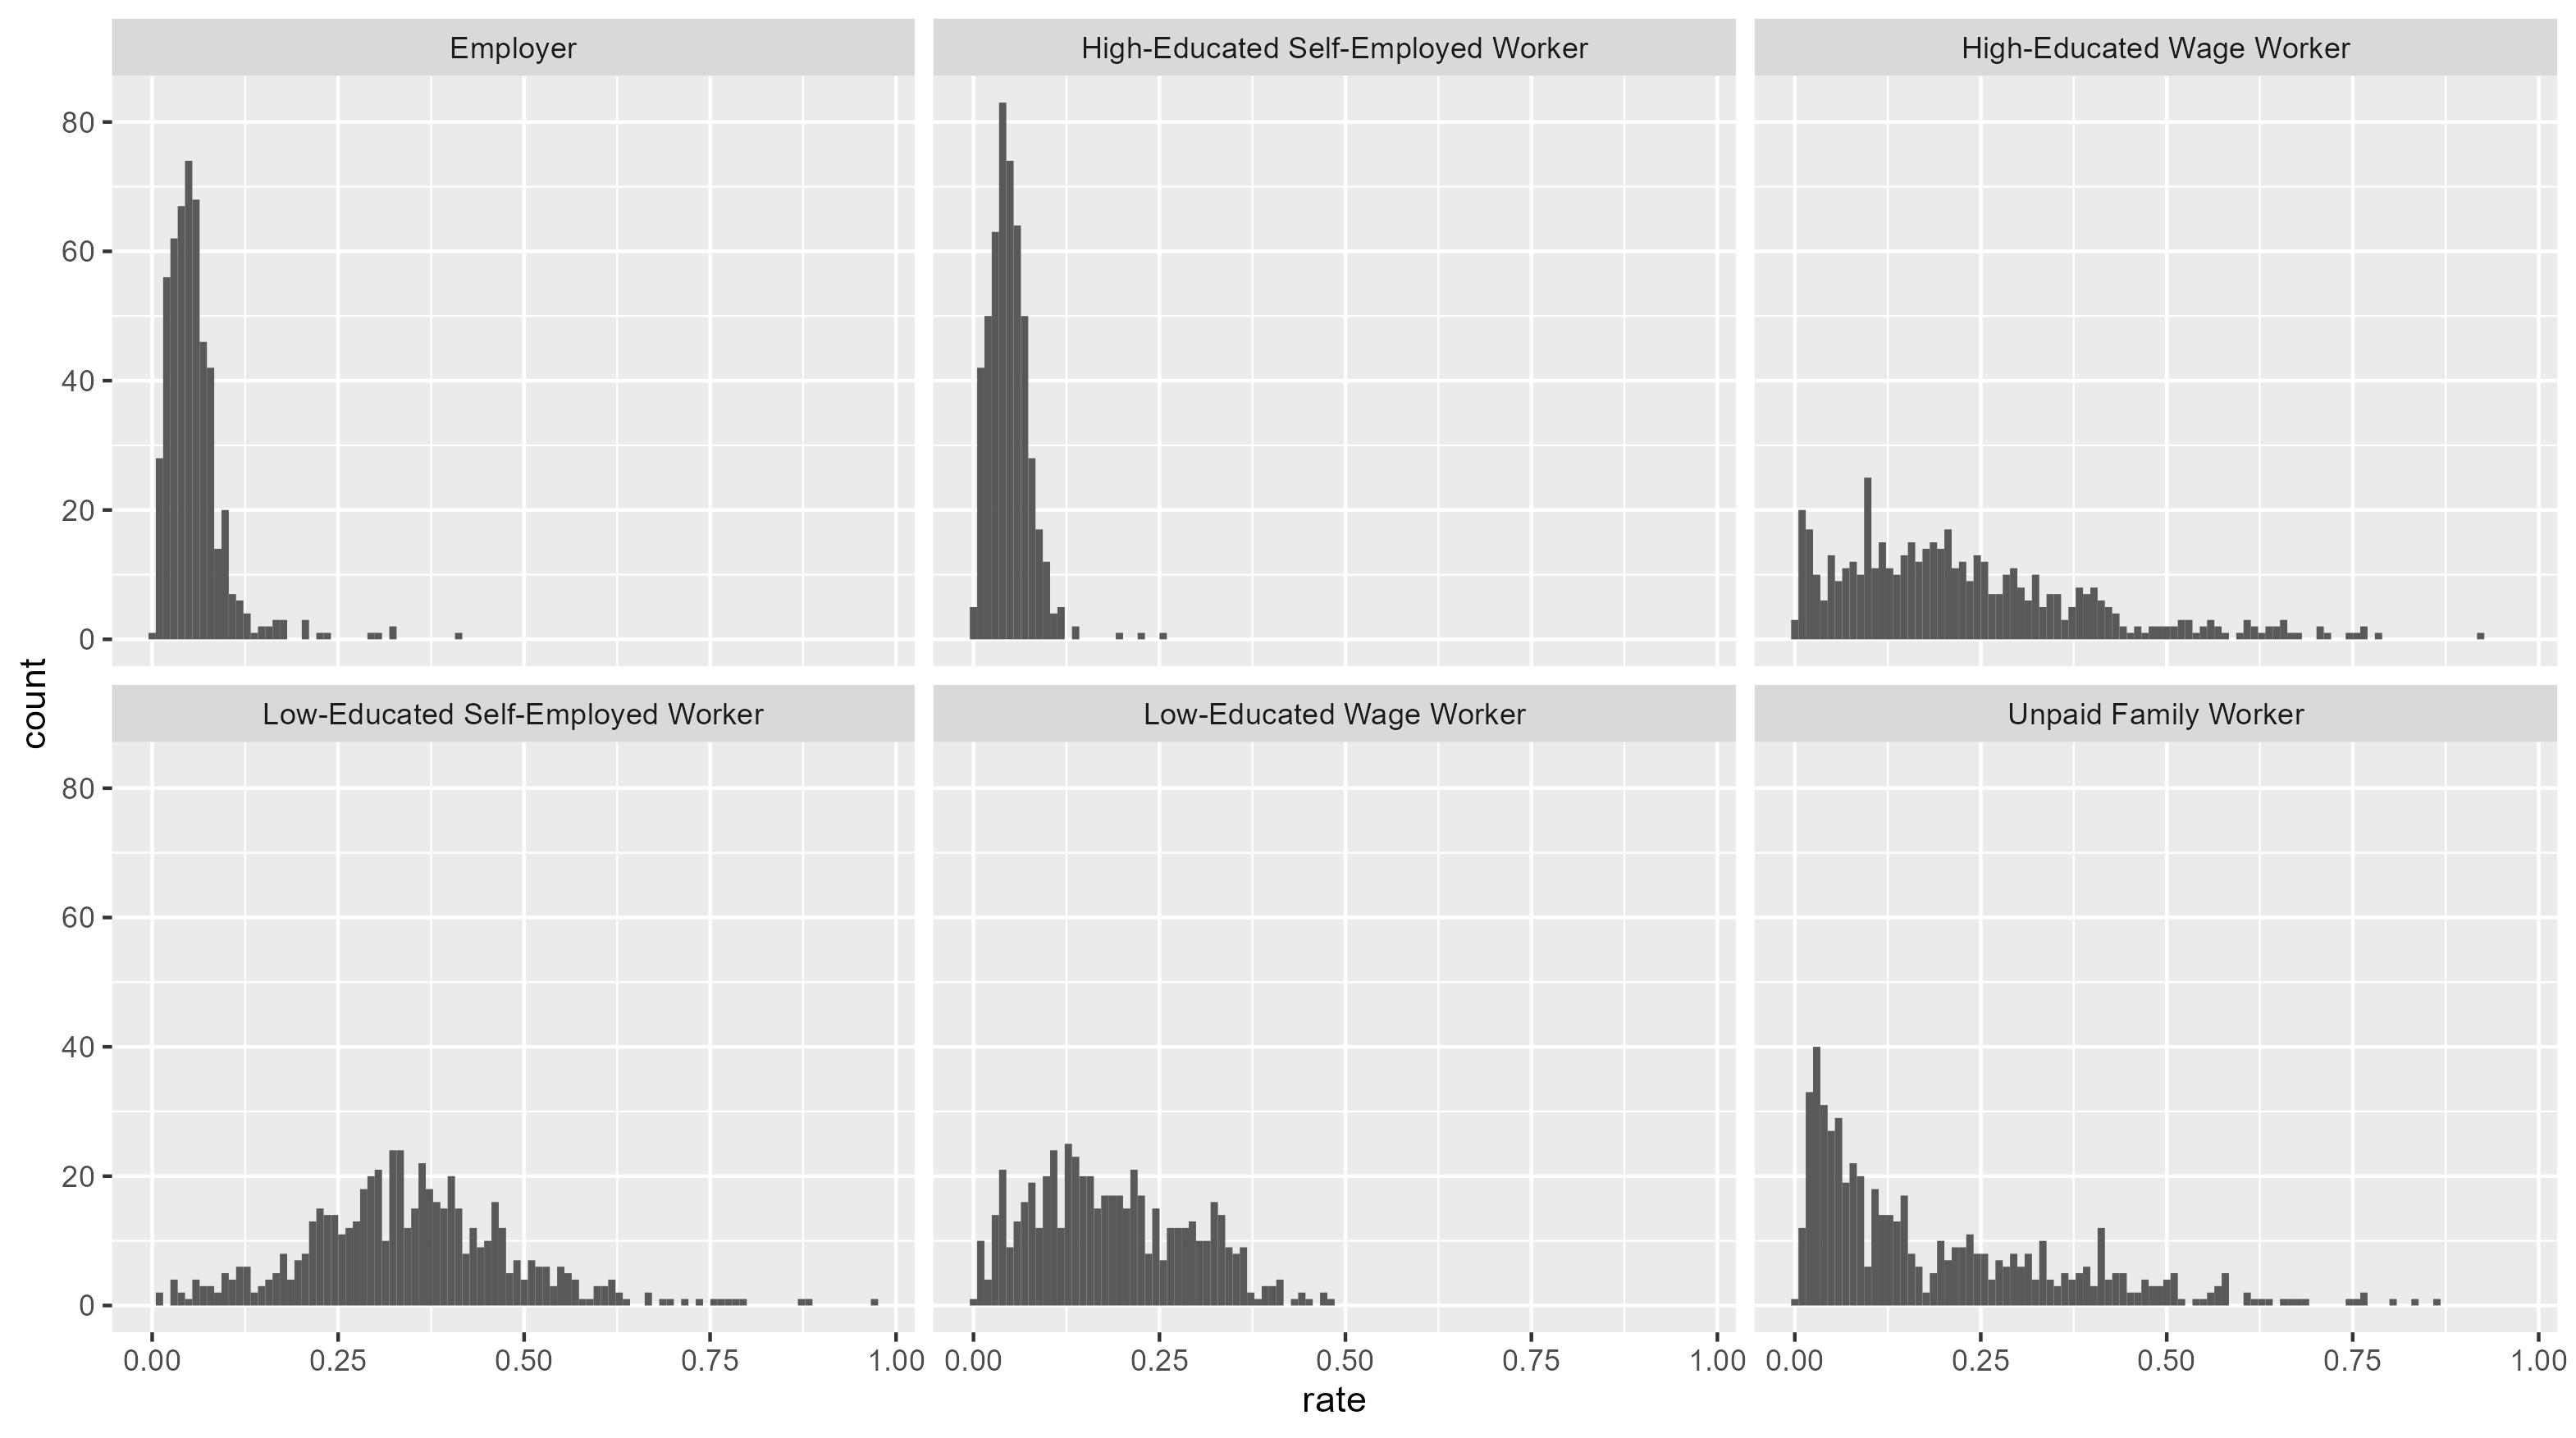 Employer
High-Educated Self-Employed Worker
High-Educated Wage Worker
80
60
40
20
0
count
Low-Educated Self-Employed Worker
Low-Educated Wage Worker
Unpaid Family Worker
80
60
40
20
0
0.00 0.25 0.50 0.75 1.00
0.00 0.25 0.50 0.75 1.00
0.00 0.25 0.50 0.75 1.00
rate